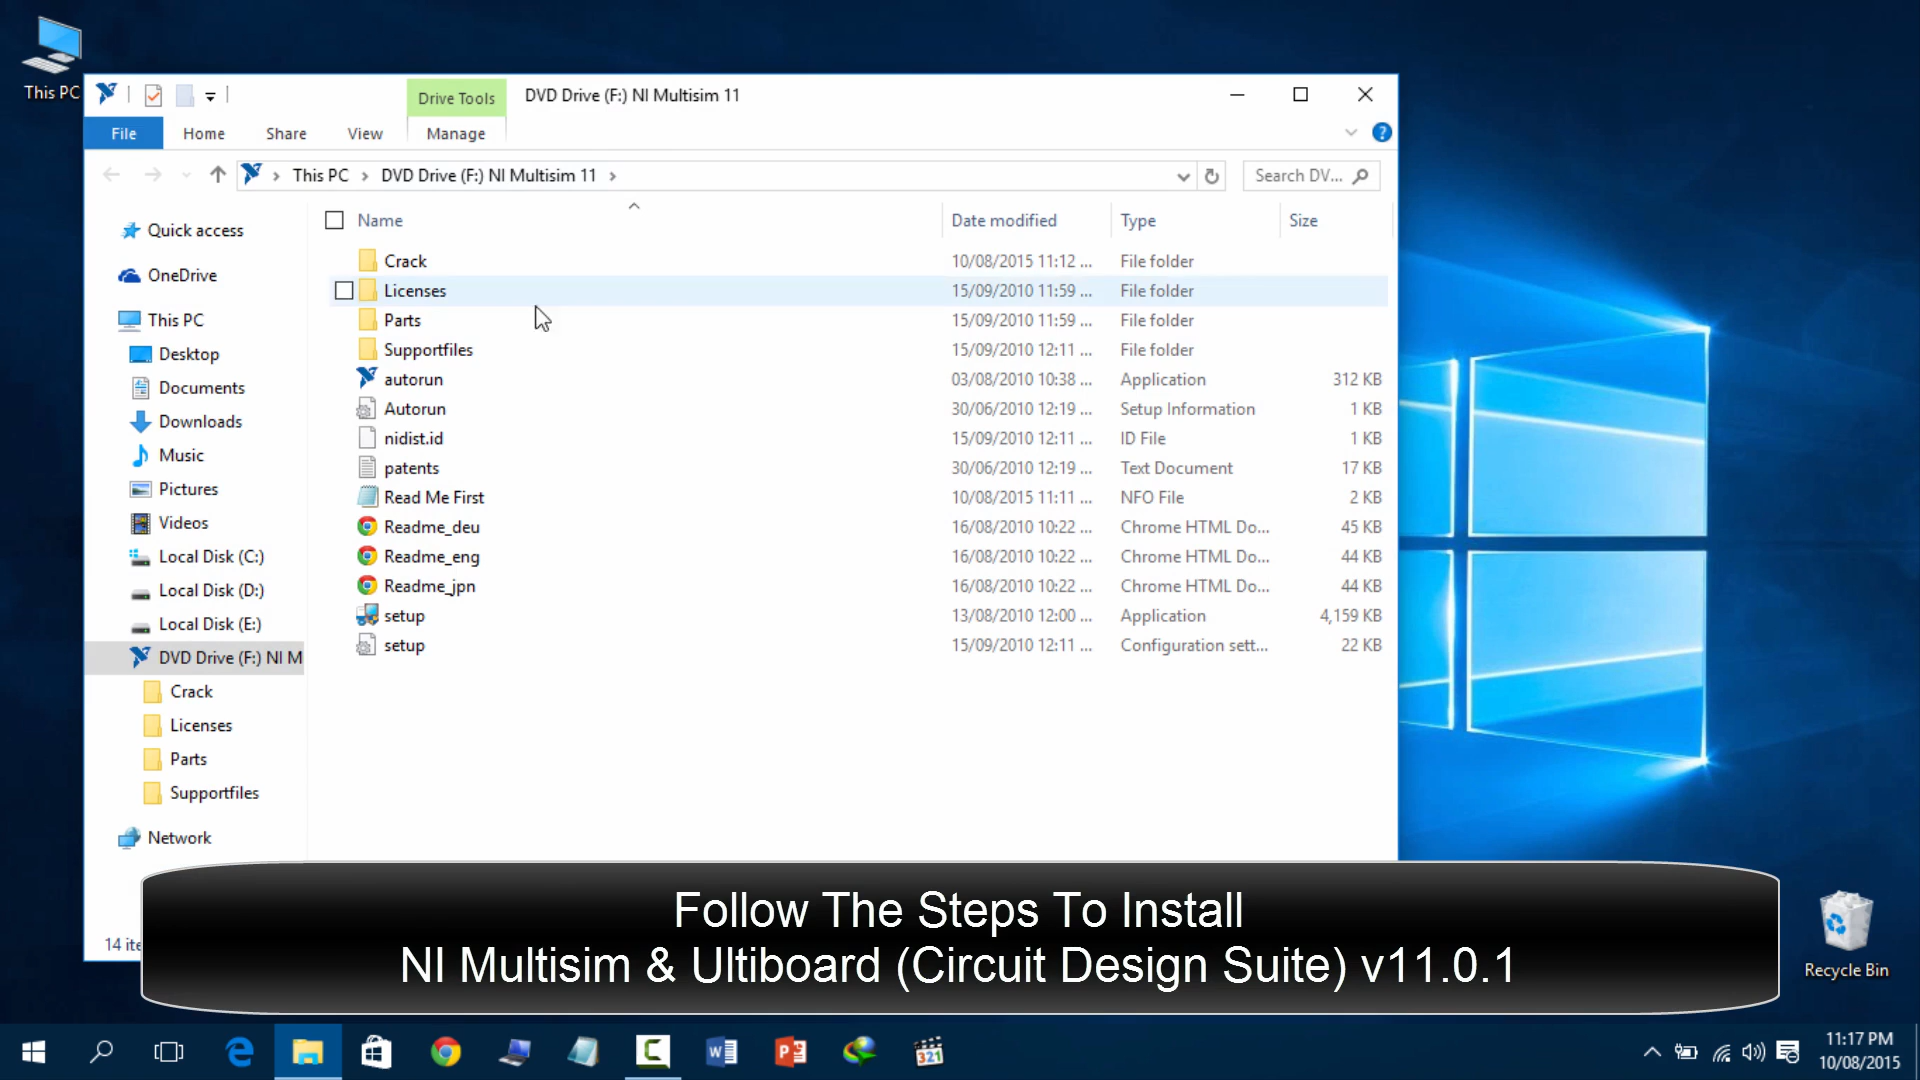 This PC
Drive Tools
DVD Drive (F:) NI Multisim 11
File
Home
Share
View
Manage
This PC
DVD Drive (F:) NI Multisim 11
Search DV...
Name
Date modified
Type
Size
Quick access
OneDrive
This PC
Desktop
Documents
Downloads
Music
Pictures
Videos
Local Disk (C:)
Local Disk (D:)
Local Disk (E:)
DVD Drive (F:) NI M
Crack
Licenses
Parts
Supportfiles
Network
Crack 10/08/2015 11:12 ... File folder
Licenses 15/09/2010 11:59 ... File folder
Parts 15/09/2010 11:59 ... File folder
Supportfiles 15/09/2010 12:11 ... File folder
autorun 03/08/2010 10:38 ... Application 312 KB
Autorun 30/06/2010 12:19 ... Setup Information 1 KB
nidist.id 15/09/2010 12:11 ... ID File 1 KB
patents 30/06/2010 12:19 ... Text Document 17 KB
Read Me First 10/08/2015 11:11 ... NFO File 2 KB
Readme_deu 16/08/2010 10:22 ... Chrome HTML Do... 45 KB
Readme_eng 16/08/2010 10:22 ... Chrome HTML Do... 44 KB
Readme_jpn 16/08/2010 10:22 ... Chrome HTML Do... 44 KB
setup 13/08/2010 12:00 ... Application 4,159 KB
setup 15/09/2010 12:11 ... Configuration sett... 22 KB
14 ite
Follow The Steps To Install
NI Multisim & Ultiboard (Circuit Design Suite) v11.0.1
Recycle Bin
321
11:17 PM
10/08/2015